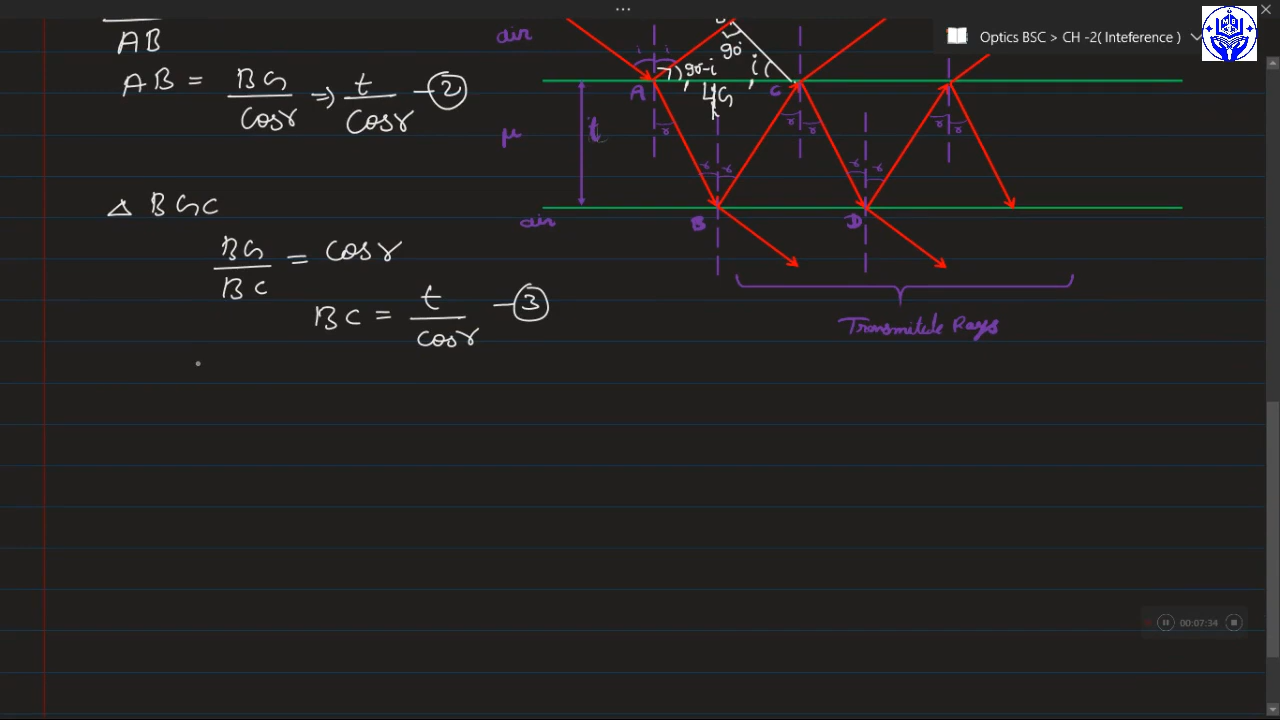 AB
AB = BG/cosr ⇒ t/cosr — ②
△ BGC
BG/BC = cosr
BC = t/cosr — ③
air
i i
90
90-i
i
A
G
C
μ
t
r
r r
r r
r r
r r
r r
air
B
D
Transmitede Rays
Optics BSC > CH -2( Inteference )
00:07:34